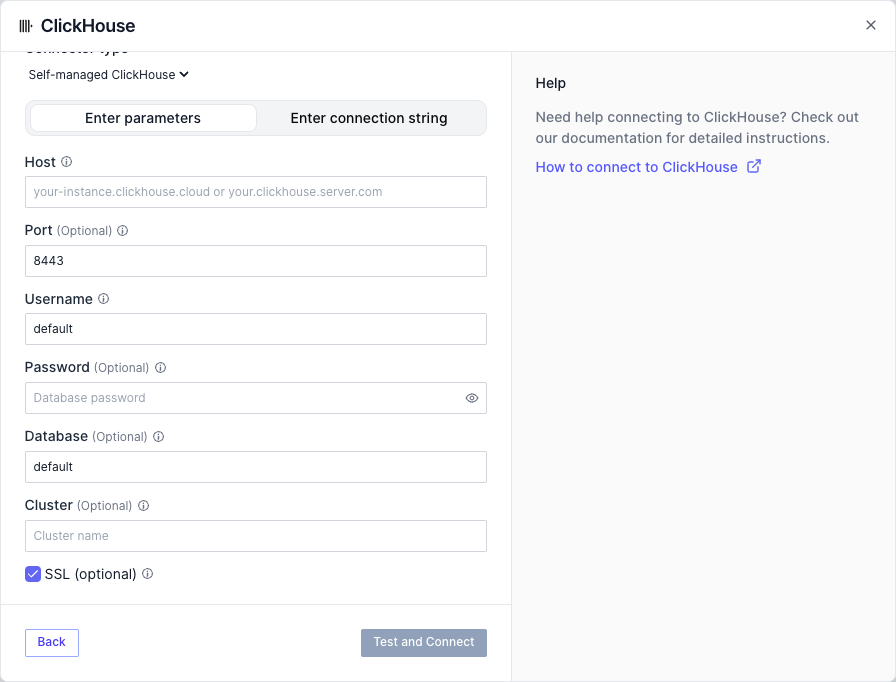 ClickHouse
Connector type
Self-managed ClickHouse
Enter parameters
Enter connection string
Host
your-instance.clickhouse.cloud or your.clickhouse.server.com
Port (Optional)
8443
Username
default
Password (Optional)
Database password
Database (Optional)
default
Cluster (Optional)
Cluster name
SSL (optional)
Back
Test and Connect
Help
Need help connecting to ClickHouse? Check out
our documentation for detailed instructions.
How to connect to ClickHouse